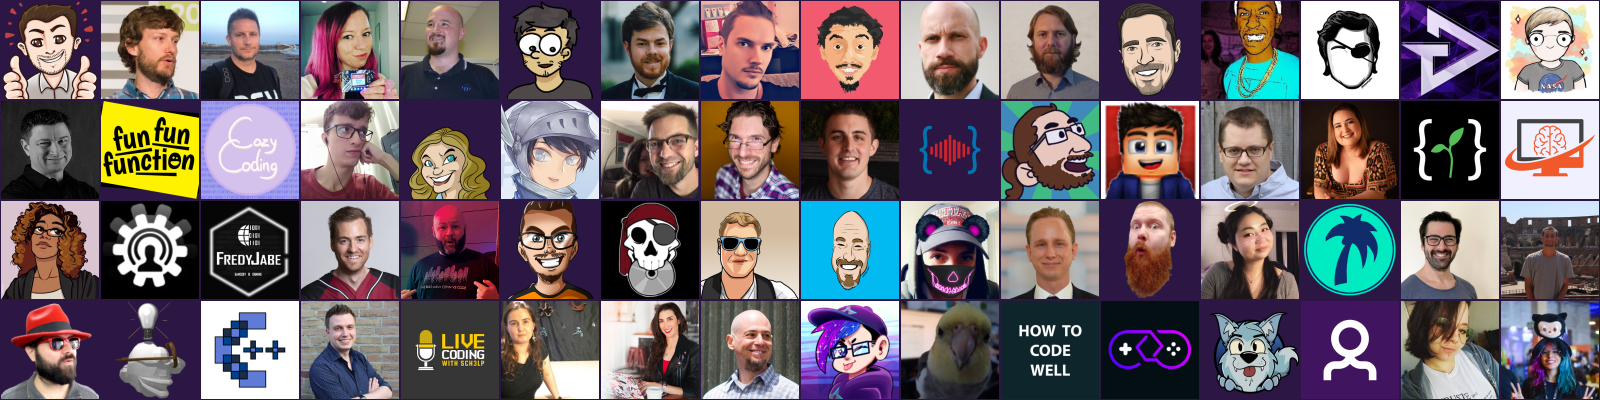 NASA
fun fun
function
Cozy
Coding
FREDYJABE
C++
LIVE
CODING
WITH SCH3LP
HOW TO
CODE
WELL